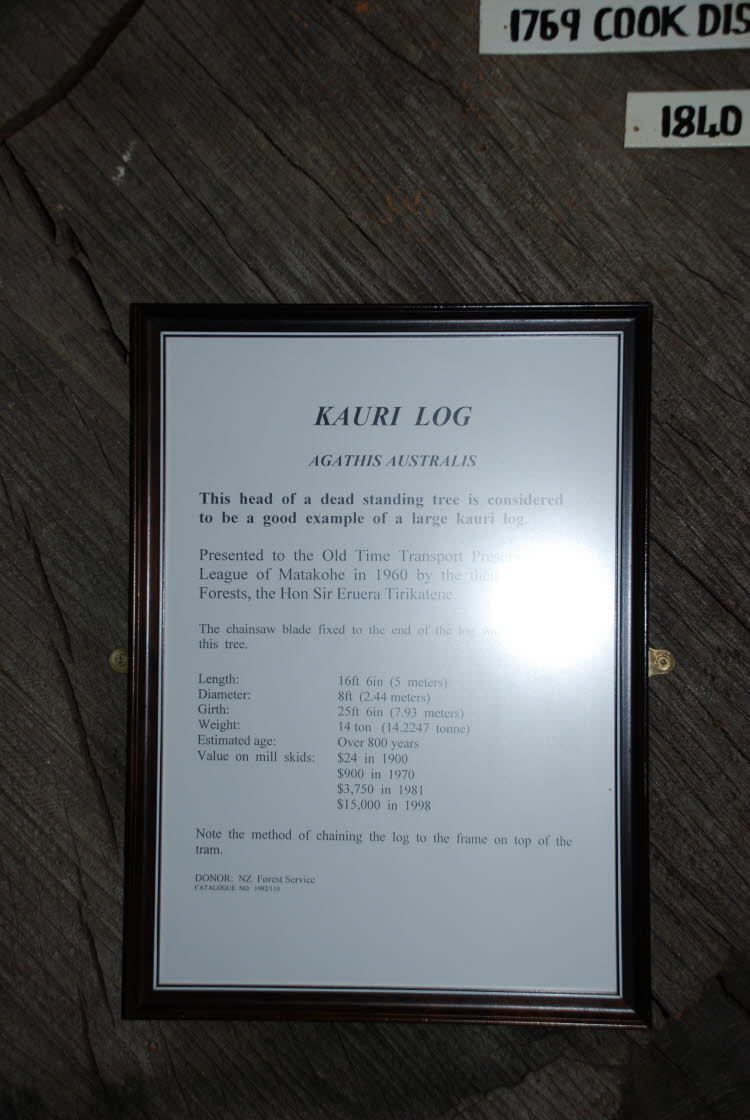 1769 COOK DIS
1840
KAURI LOG
AGATHIS AUSTRALIS
This head of a dead standing tree is considered
to be a good example of a large kauri log.
Presented to the Old Time Transport
League of Matakohe in 1960 by the then
Forests, the Hon Sir Eruera Tirikatene.
The chainsaw blade fixed to the end of the log
this tree.
Length: 16ft 6in (5 meters)
Diameter: 8ft (2.44 meters)
Girth: 25ft 6in (7.93 meters)
Weight: 14 ton (14.2247 tonne)
Estimated age: Over 800 years
Value on mill skids: $24 in 1900
$900 in 1970
$3,750 in 1981
$15,000 in 1998
Note the method of chaining the log to the frame on top of the
tram.
DONOR: NZ Forest Service
CATALOGUE NO 1982/110